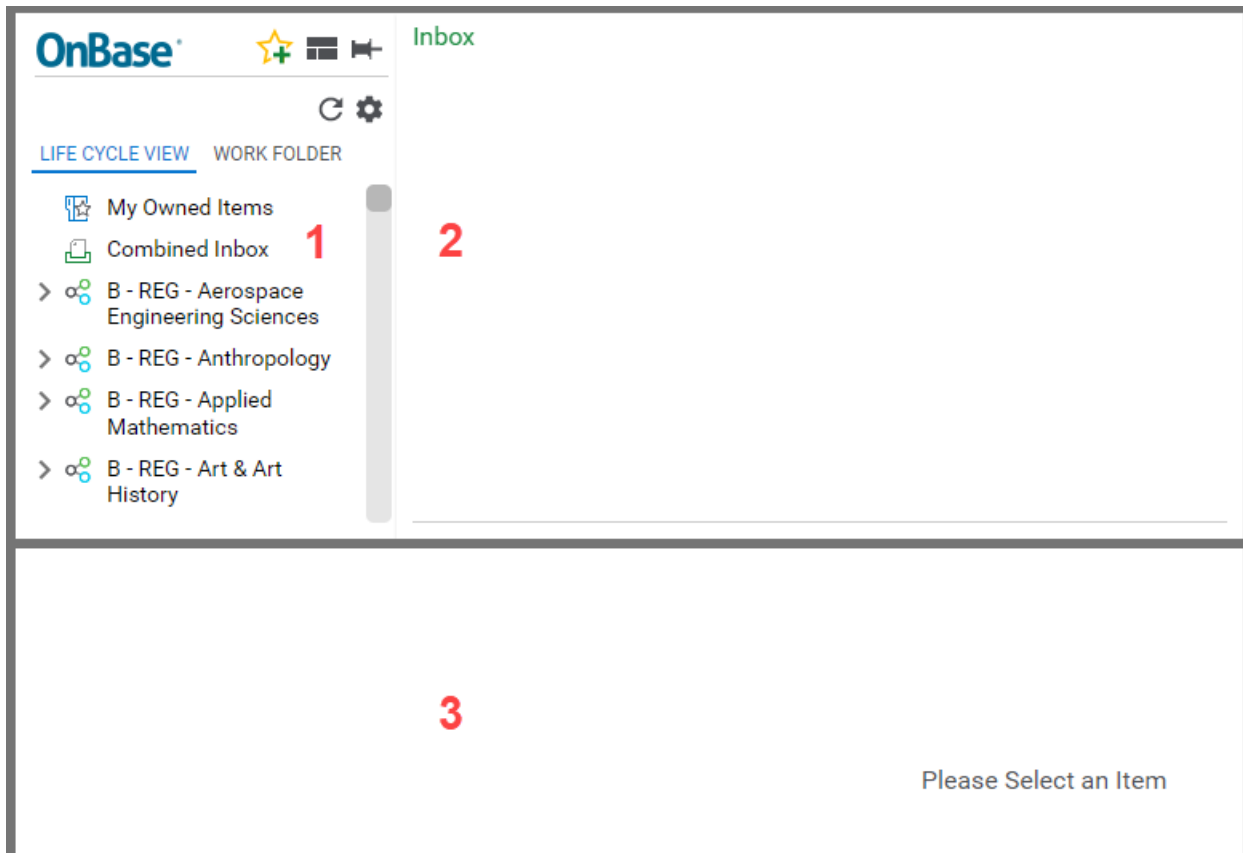 OnBase
Inbox
LIFE CYCLE VIEW WORK FOLDER
My Owned Items
Combined Inbox
1
2
B - REG - Aerospace
Engineering Sciences
B - REG - Anthropology
B - REG - Applied
Mathematics
B - REG - Art & Art
History
3
Please Select an Item